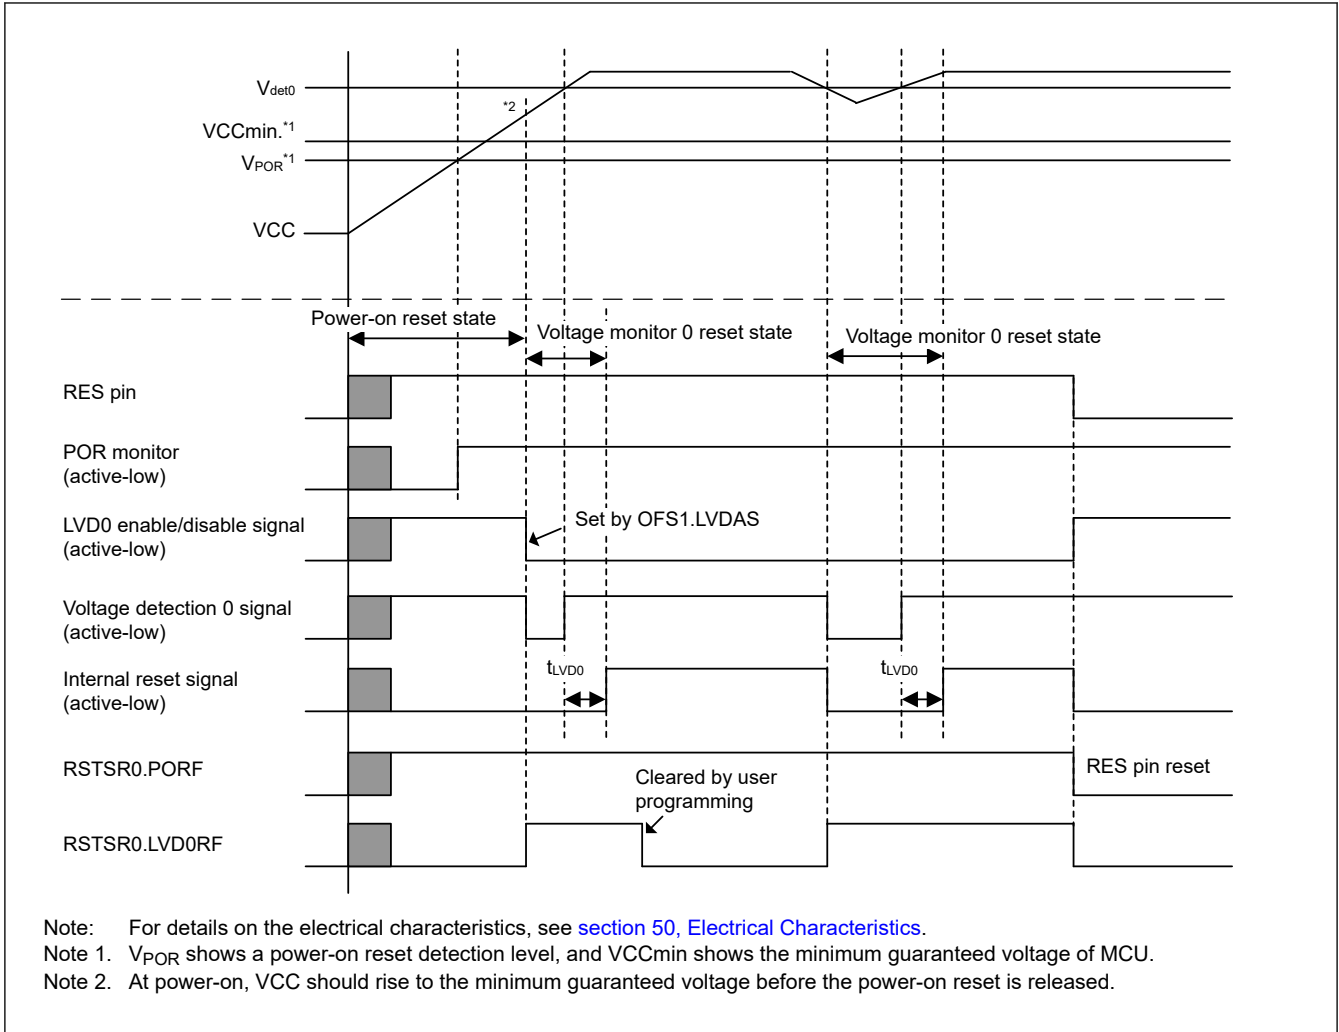 Vdet0
*2
VCCmin.*1
VPOR*1
VCC
Power-on reset state
Voltage monitor 0 reset state
Voltage monitor 0 reset state
RES pin
POR monitor
(active-low)
LVD0 enable/disable signal
(active-low)
Set by OFS1.LVDAS
Voltage detection 0 signal
(active-low)
tLVD0
tLVD0
Internal reset signal
(active-low)
RSTSR0.PORF
RES pin reset
Cleared by user
programming
RSTSR0.LVD0RF
Note: For details on the electrical characteristics, see section 50, Electrical Characteristics.
Note 1. VPOR shows a power-on reset detection level, and VCCmin shows the minimum guaranteed voltage of MCU.
Note 2. At power-on, VCC should rise to the minimum guaranteed voltage before the power-on reset is released.